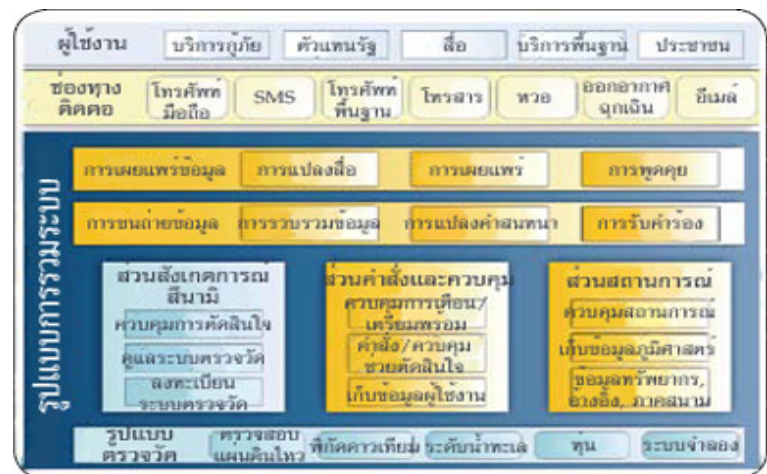 ผู้ใช้งาน บริการกู้ภัย ตัวแทนรัฐ สื่อ บริการพื้นฐาน ประชาชน
ช่องทาง ติดตอ โทรศัพท์ มือถือ SMS โทรศัพท์ พื้นฐาน โทรสาร หวอ ออกอากาศ ฉุกเฉิน อีเมล์
รูปแบบการรวมระบบ
การเผยแพร่ข้อมูล การแปลงสื่อ การเผยแพร่ การพูดคุย
การขนถ่ายข้อมูล การรวบรวมข้อมูล การแปลงคำสนทนา การรับคำร้อง
ส่วนสังเกตการณ์
สึนามิ
ควบคุมการตัดสินใจ
ดูแลระบบตรวจวัด
ลงทะเบียน
ระบบตรวจวัด
ส่วนคำสั่งและควบคุม
ควบคุมการเตือน/
เตรียมพร้อม
คำสั่ง/ควบคุม
ช่วยตัดสินใจ
เก็บข้อมูลผู้ใช้งาน
ส่วนสถานการณ์
ควบคุมสถานการณ์
เก็บข้อมูลภูมิศาสตร์
ข้อมูลทรัพยากร,
อ้างอิง, ภาคสนาม
รูปแบบ ตรวจวัด ตรวจสอบ แผ่นดินไหว พิกัดดาวเทียม ระดับน้ำทะเล ทุ่น ระบบจำลอง